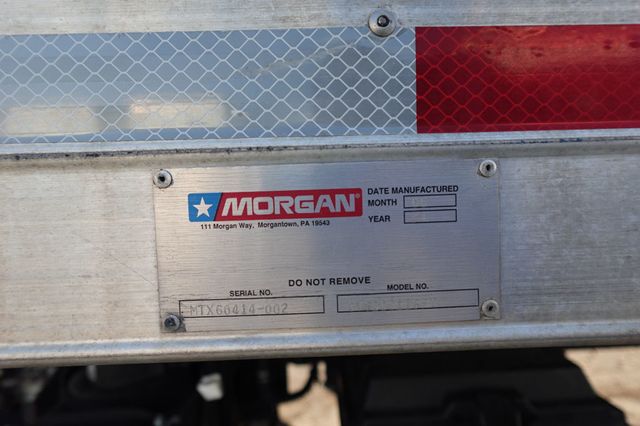 MORGAN®
111 Morgan Way, Morgantown, PA 19543
DATE MANUFACTURED
MONTH
YEAR
DO NOT REMOVE
SERIAL NO.
MODEL NO.
MTX66414-002